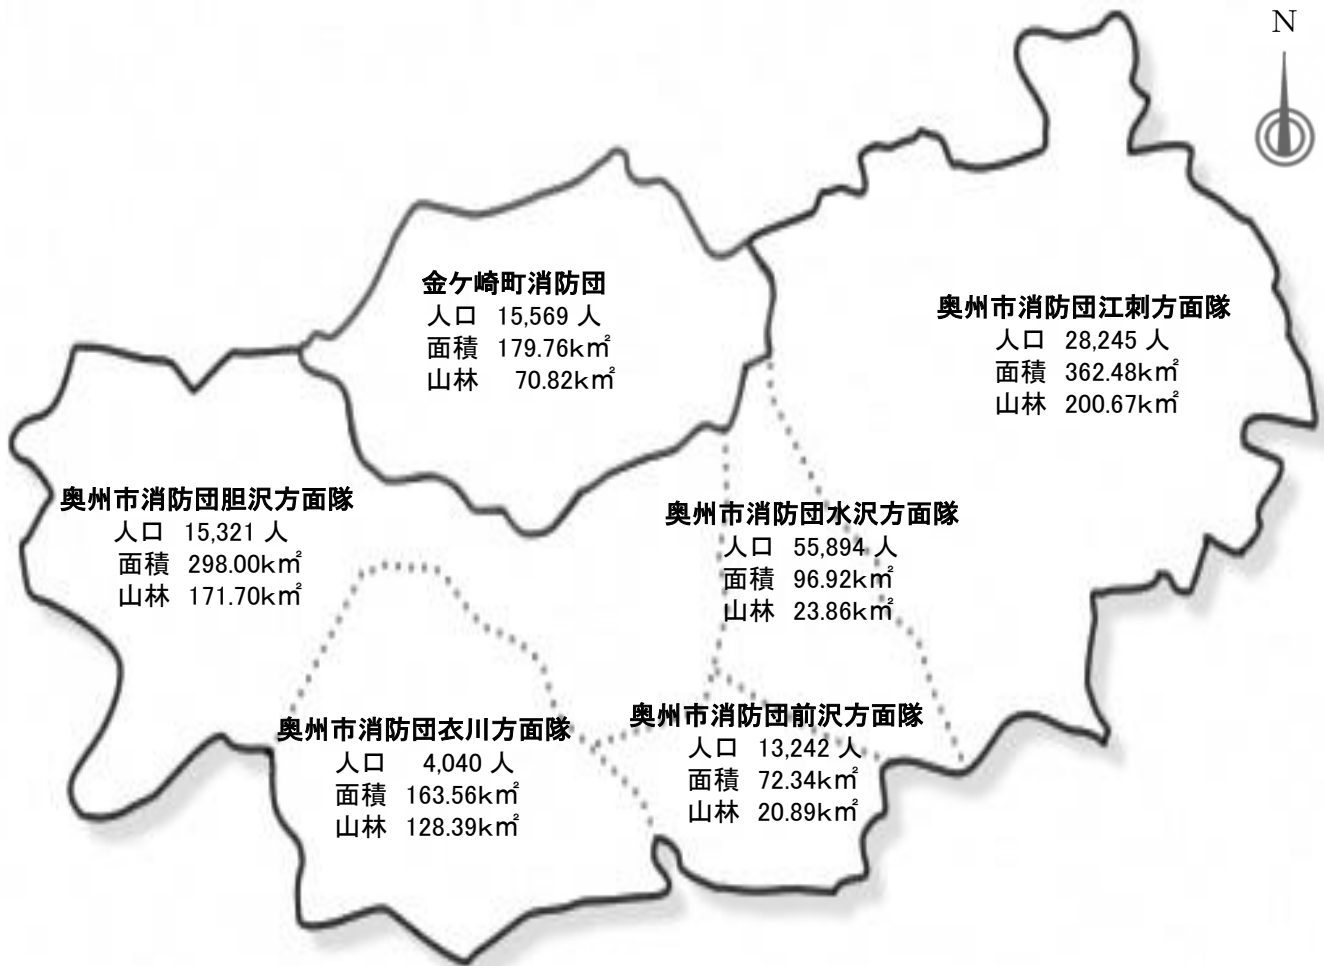 N
金ケ崎町消防団
人口 15,569 人
面積 179.76k㎡
山林 70.82k㎡
奥州市消防団江刺方面隊
人口 28,245 人
面積 362.48k㎡
山林 200.67k㎡
奥州市消防団胆沢方面隊
人口 15,321 人
面積 298.00k㎡
山林 171.70k㎡
奥州市消防団水沢方面隊
人口 55,894 人
面積 96.92k㎡
山林 23.86k㎡
奥州市消防団衣川方面隊
人口 4,040 人
面積 163.56k㎡
山林 128.39k㎡
奥州市消防団前沢方面隊
人口 13,242 人
面積 72.34k㎡
山林 20.89k㎡